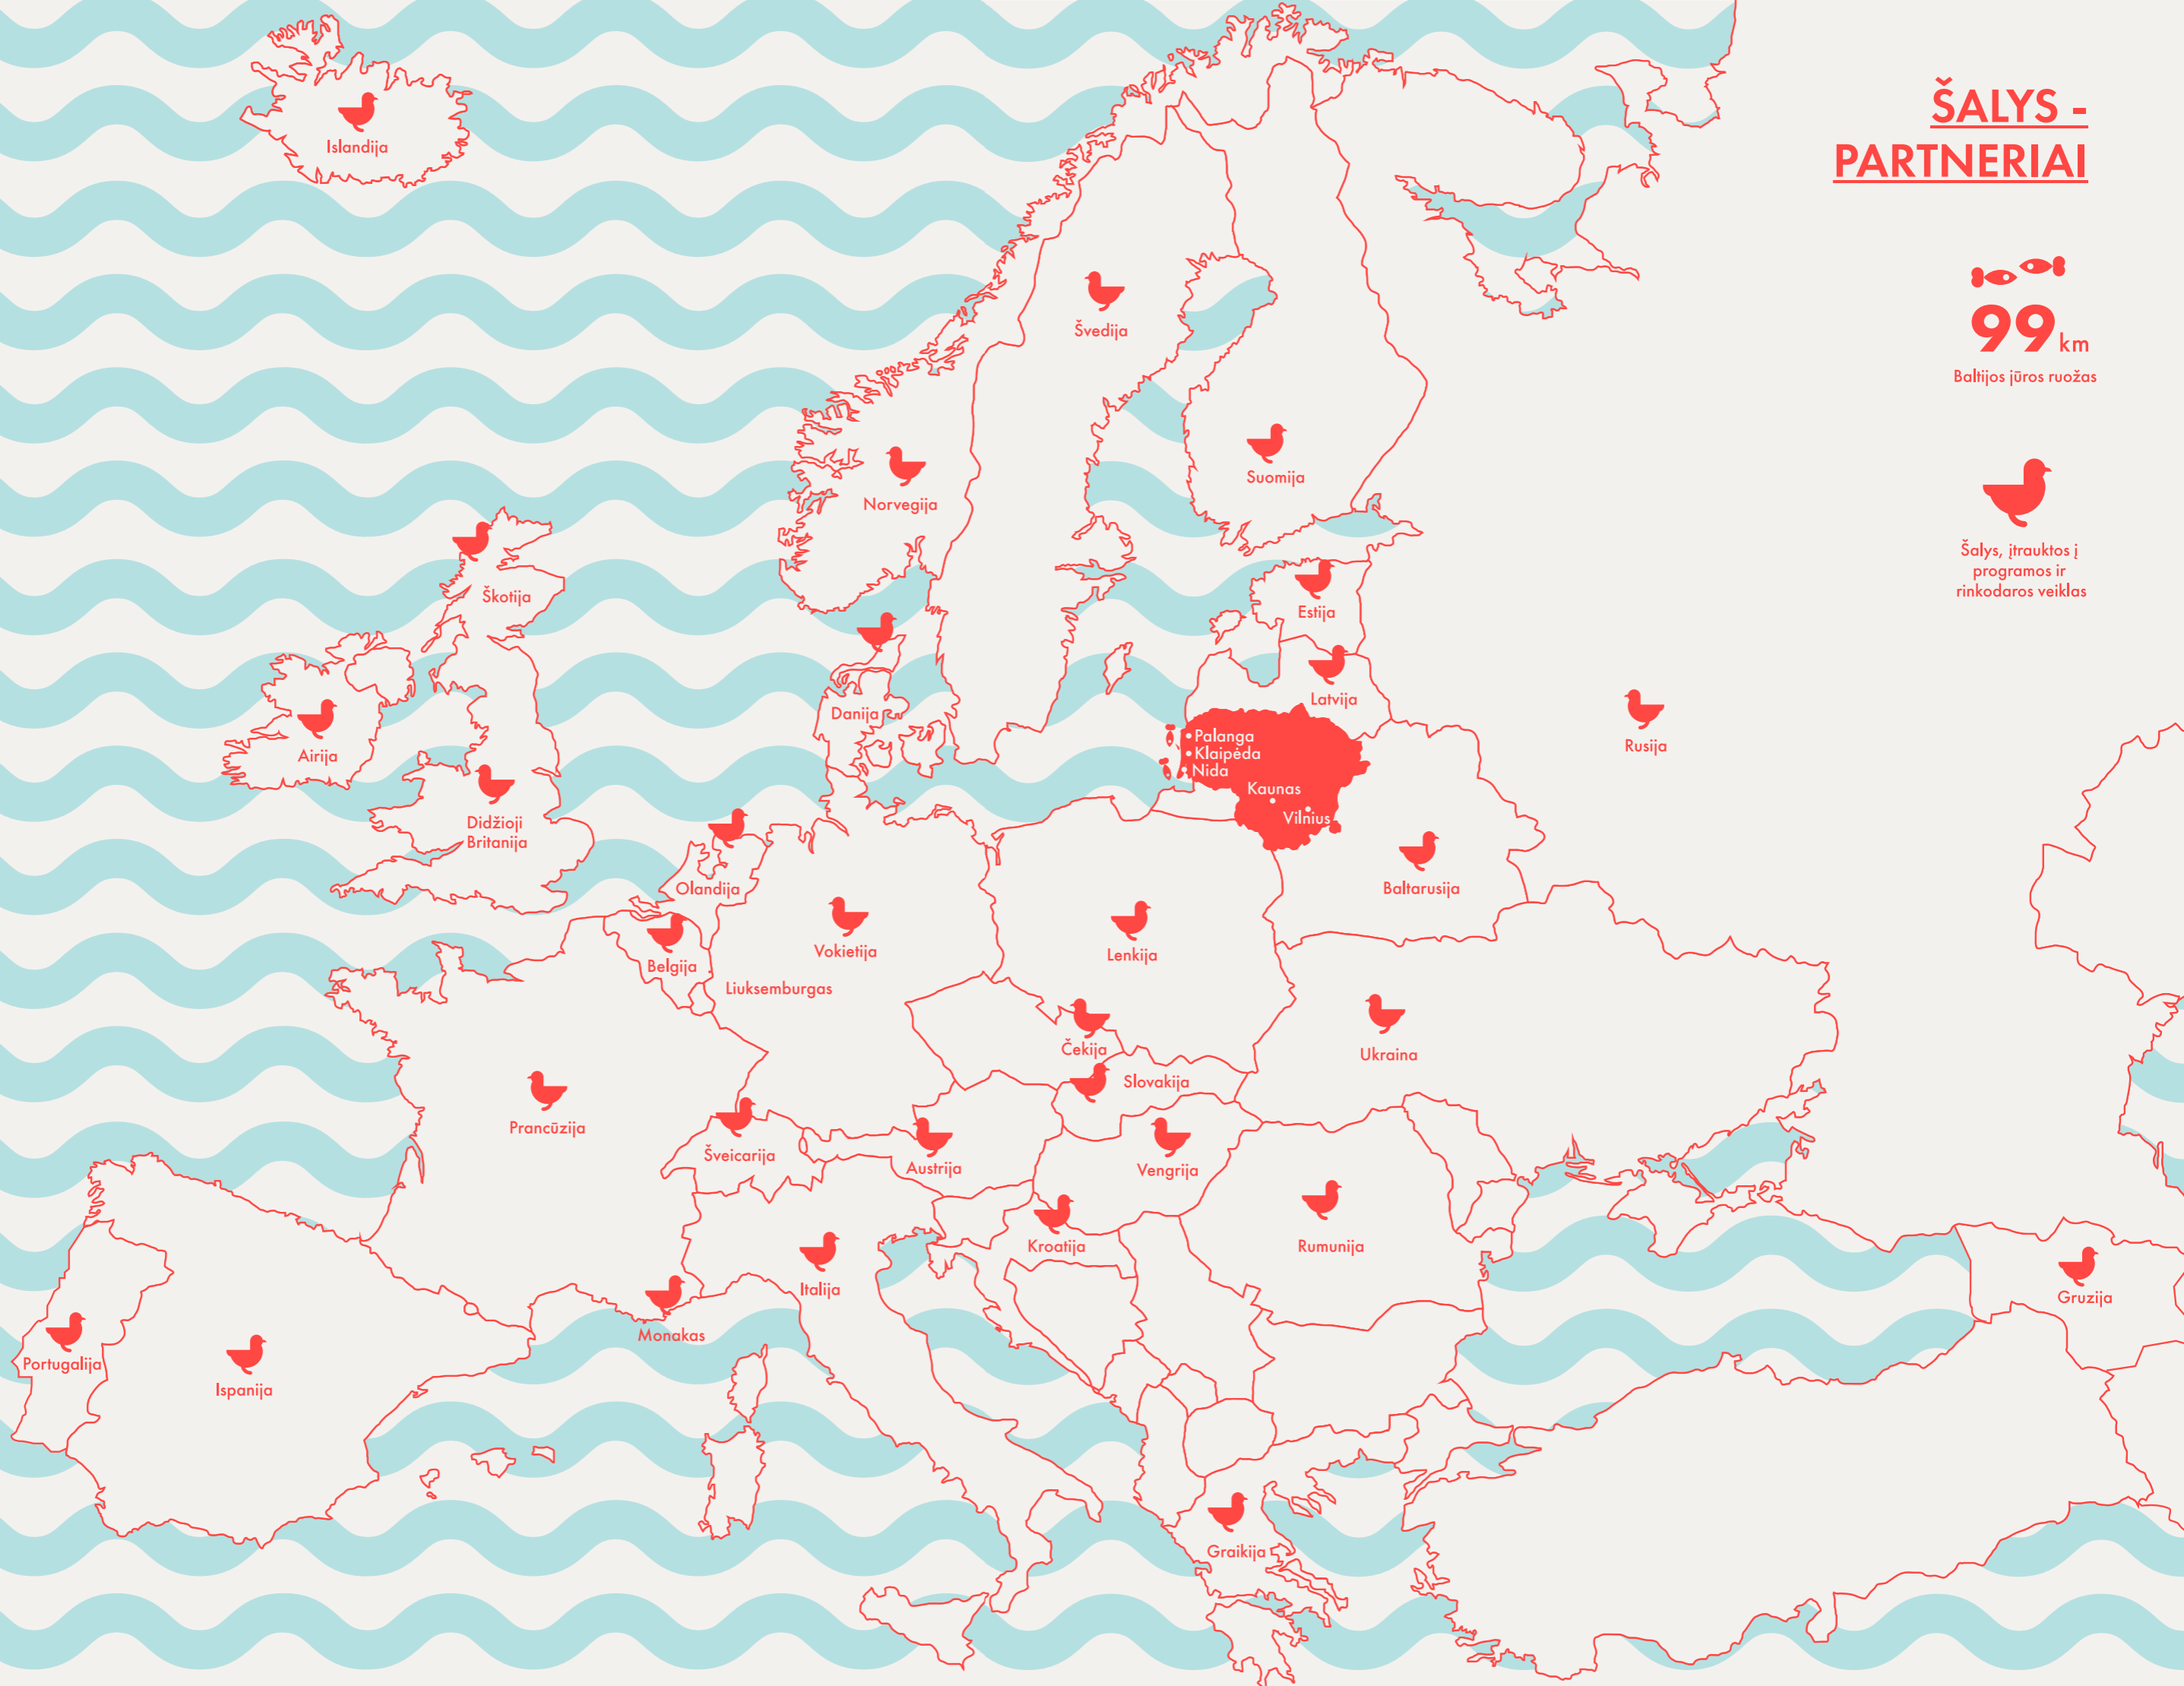 ŠALYS -
PARTNERIAI
99 km
Baltijos jūros ruožas
Šalys, įtrauktos į
programos ir
rinkodaros veiklas
Islandija
Švedija
Suomija
Norvegija
Škotija
Estija
Latvija
Danija
Airija
Rusija
Palanga
Klaipėda
Nida
Kaunas
Vilnius
Didžioji
Britanija
Olandija
Baltarusija
Vokietija
Lenkija
Belgija
Liuksemburgas
Čekija
Ukraina
Slovakija
Prancūzija
Šveicarija
Austrija
Vengrija
Kroatija
Rumunija
Italija
Gruzija
Monakas
Portugalija
Ispanija
Graikija